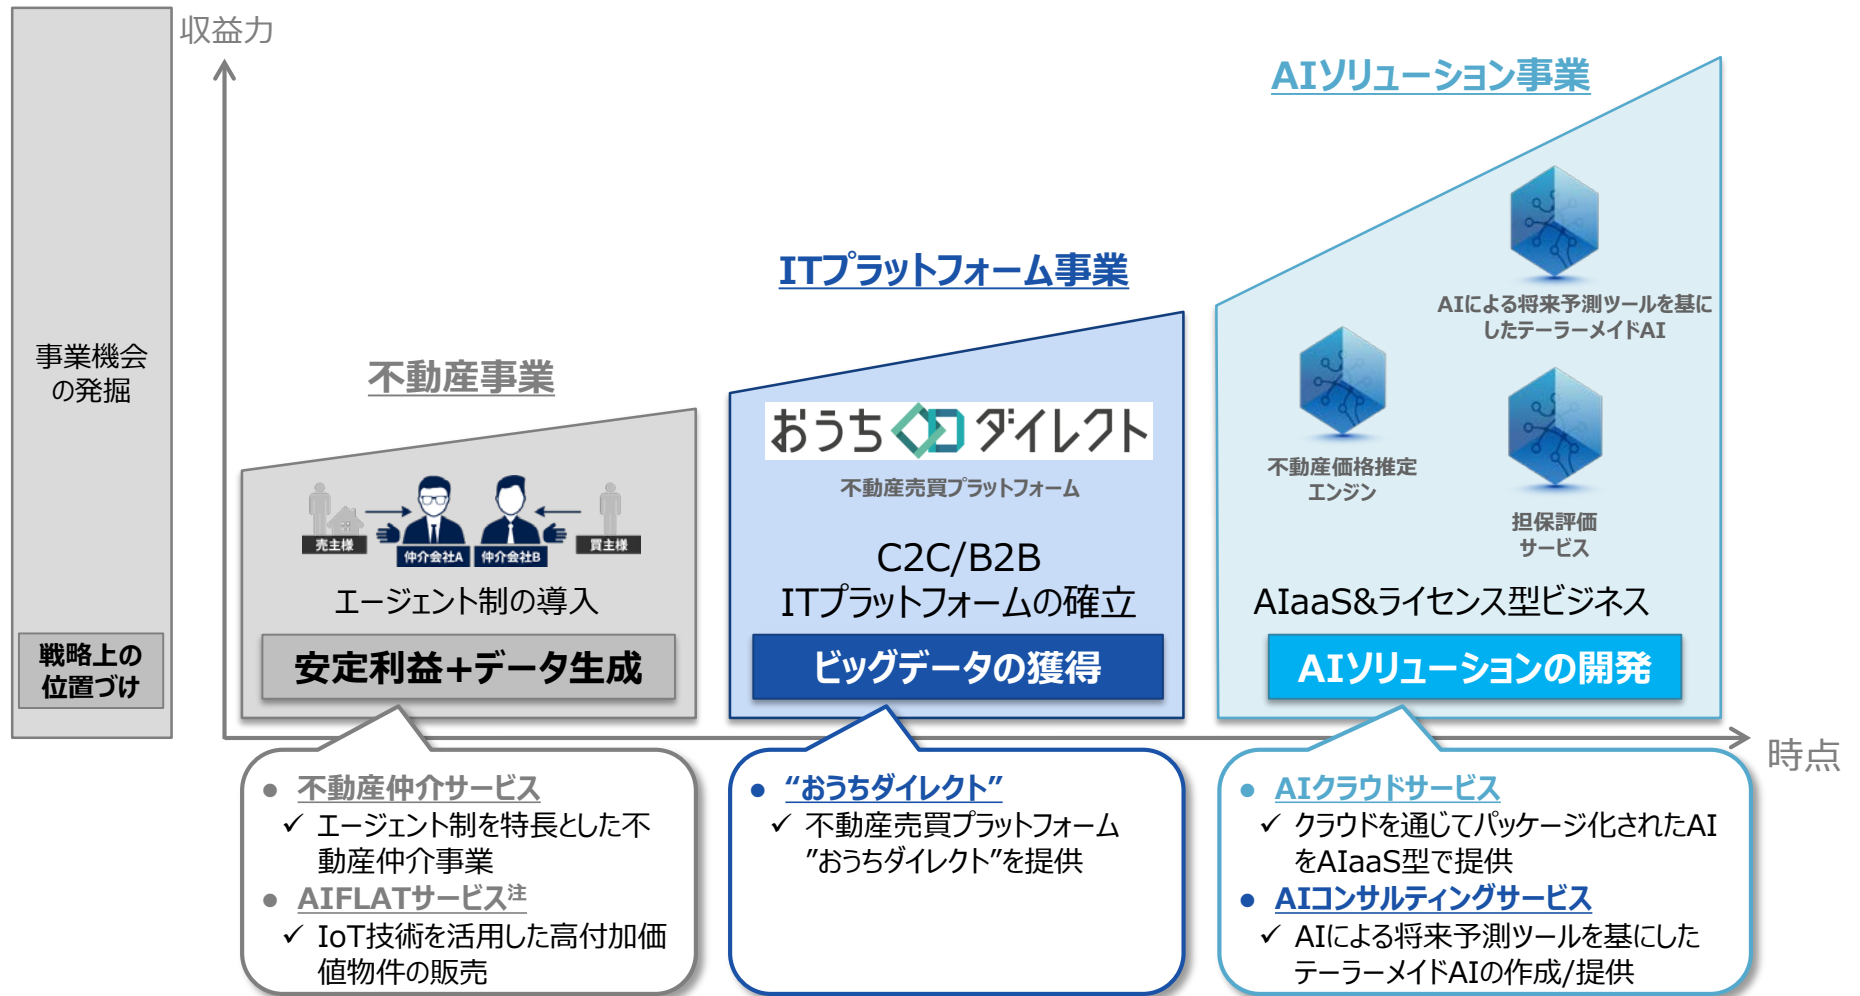 収益力
事業機会
の発掘
戦略上の
位置づけ
不動産事業
売主様
仲介会社A
仲介会社B
買主様
エージェント制の導入
安定利益+データ生成
ITプラットフォーム事業
おうちダイレクト
不動産売買プラットフォーム
C2C/B2B
ITプラットフォームの確立
ビッグデータの獲得
AIソリューション事業
AIによる将来予測ツールを基に
したテーラーメイドAI
不動産価格推定
エンジン
担保評価
サービス
AIaaS&ライセンス型ビジネス
AIソリューションの開発
時点
● 不動産仲介サービス
✓ エージェント制を特長とした不
動産仲介事業
● AIFLATサービス注
✓ IoT技術を活用した高付加価
値物件の販売
● “おうちダイレクト”
✓ 不動産売買プラットフォーム
”おうちダイレクト”を提供
● AIクラウドサービス
✓ クラウドを通じてパッケージ化されたAI
をAIaaS型で提供
● AIコンサルティングサービス
✓ AIによる将来予測ツールを基にした
テーラーメイドAIの作成/提供